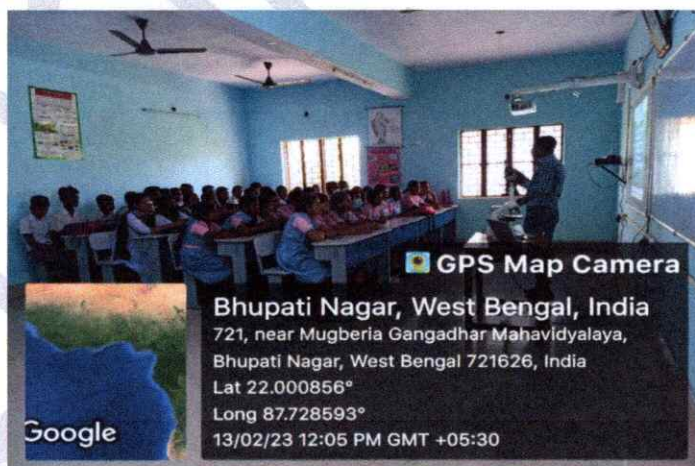 GPS Map Camera
Bhupati Nagar, West Bengal, India
721, near Mugberia Gangadhar Mahavidyalaya,
Bhupati Nagar, West Bengal 721626, India
Lat 22.000856°
Long 87.728593°
13/02/23 12:05 PM GMT +05:30
Google